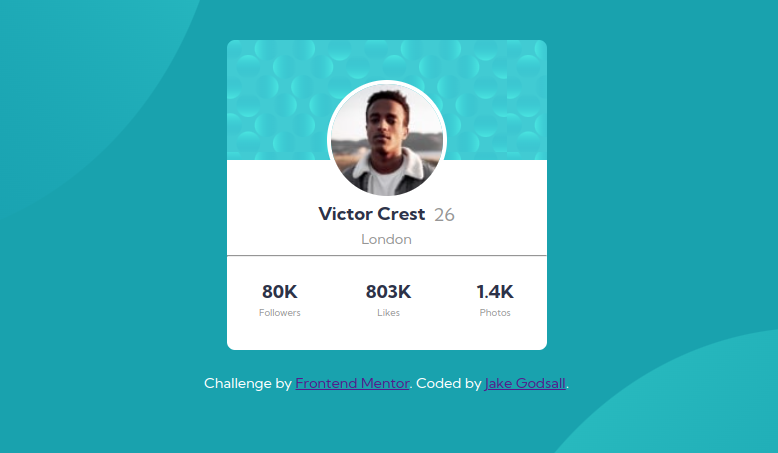 Victor Crest 26
London
80K 803K 1.4K
Followers Likes Photos
Challenge by Frontend Mentor. Coded by Jake Godsall.